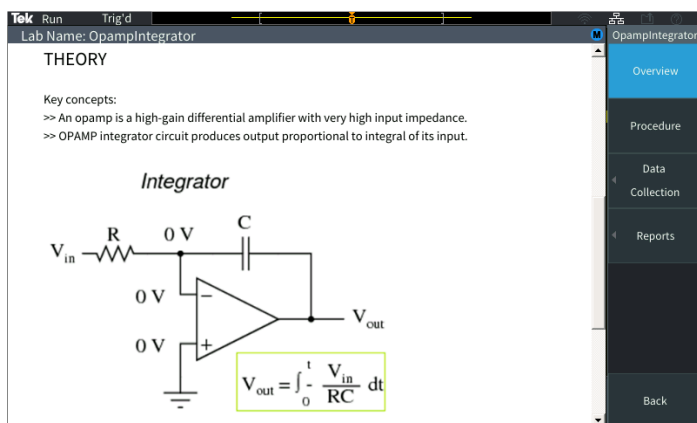 Tek Run Trig'd
T
Lab Name: OpampIntegrator
M
OpampIntegrator
THEORY
Key concepts:
>> An opamp is a high-gain differential amplifier with very high input impedance.
>> OPAMP integrator circuit produces output proportional to integral of its input.
Integrator
R
0 V
C
Vin
0 V
−
0 V
+
Vout
Vout = ∫0t - Vin/RC dt
Overview
Procedure
Data
Collection
Reports
Back